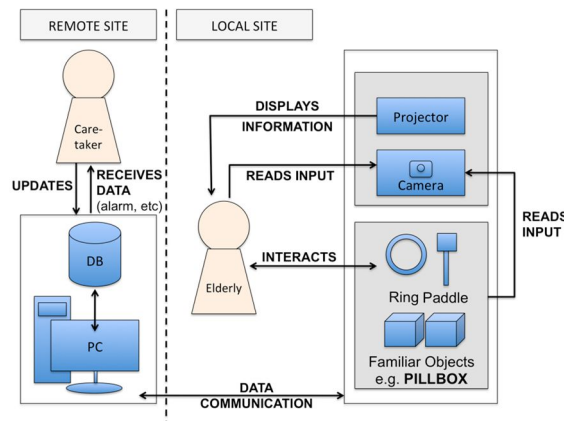 REMOTE SITE
LOCAL SITE
Care-
taker
UPDATES
RECEIVES
DATA
(alarm, etc)
DB
PC
DISPLAYS
INFORMATION
READS INPUT
Elderly
INTERACTS
Projector
Camera
READS
INPUT
Ring Paddle
Familiar Objects
e.g. PILLBOX
DATA
COMMUNICATION